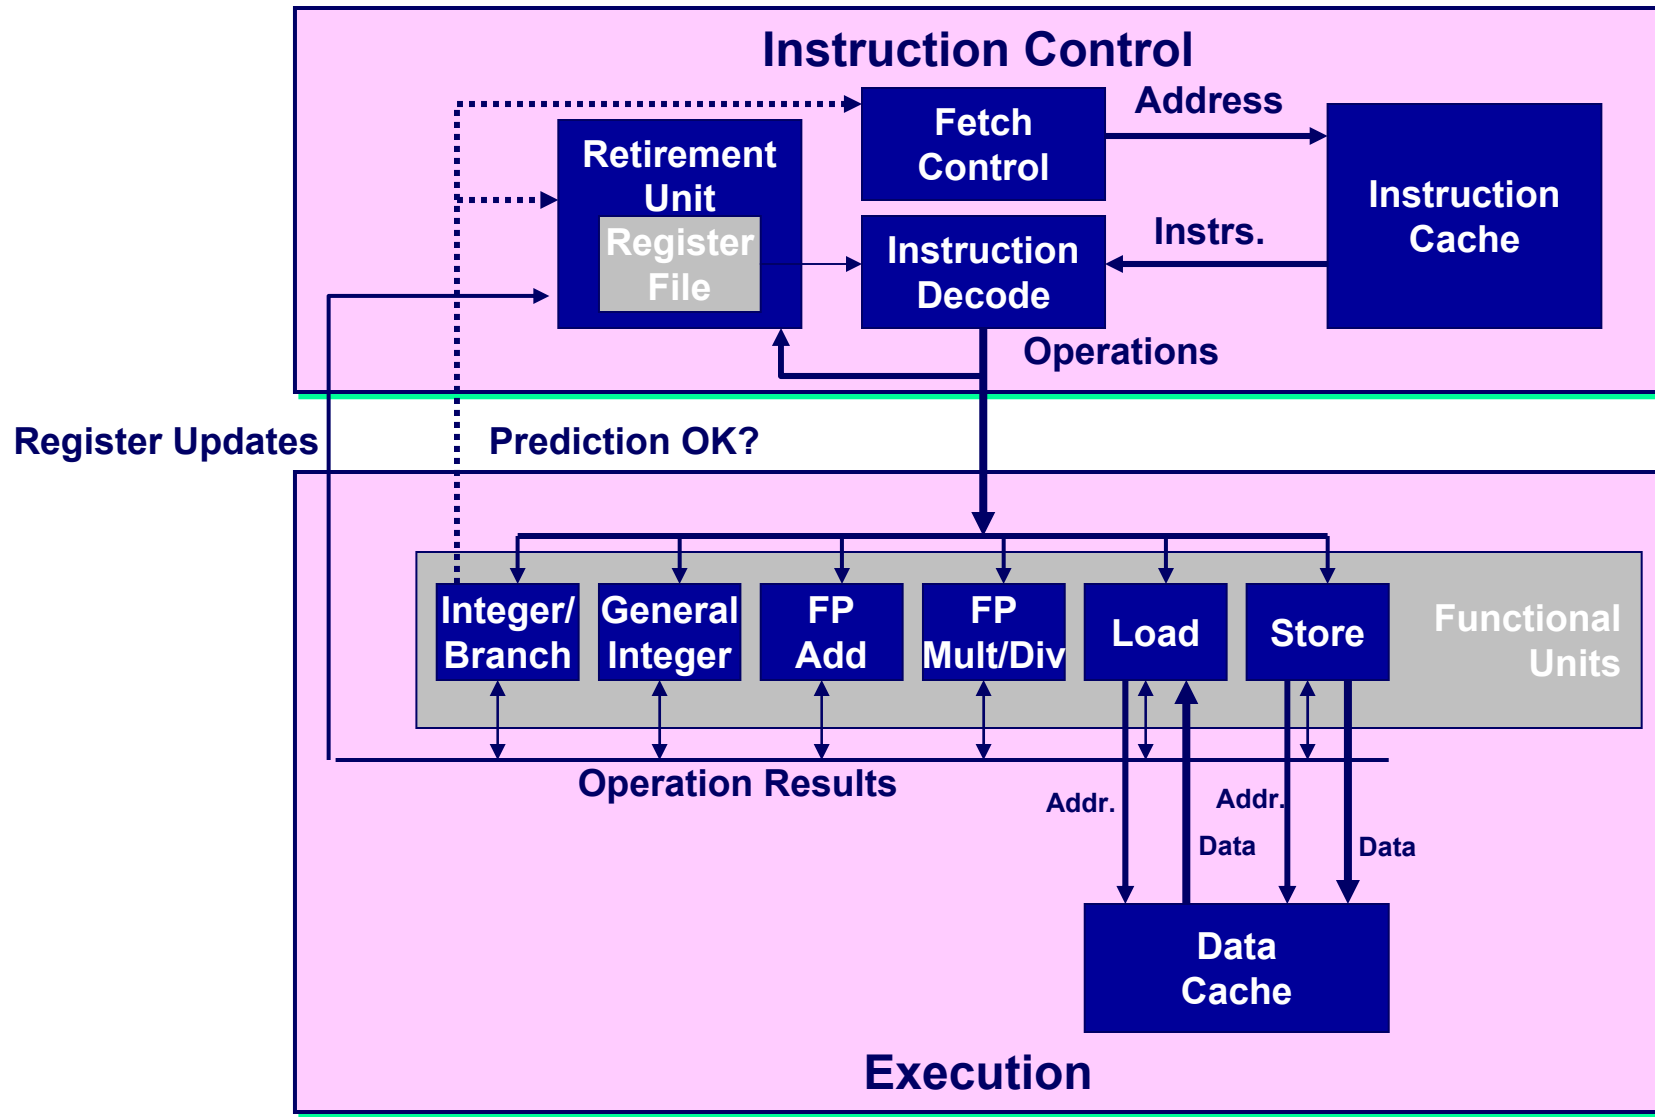 Instruction Control
Address
Fetch
Control
Retirement
Unit
Register
File
Instruction
Cache
Instrs.
Instruction
Decode
Operations
Register Updates
Prediction OK?
Integer/
Branch
General
Integer
FP
Add
FP
Mult/Div
Load
Store
Functional
Units
Operation Results
Addr.
Addr.
Data
Data
Data
Cache
Execution